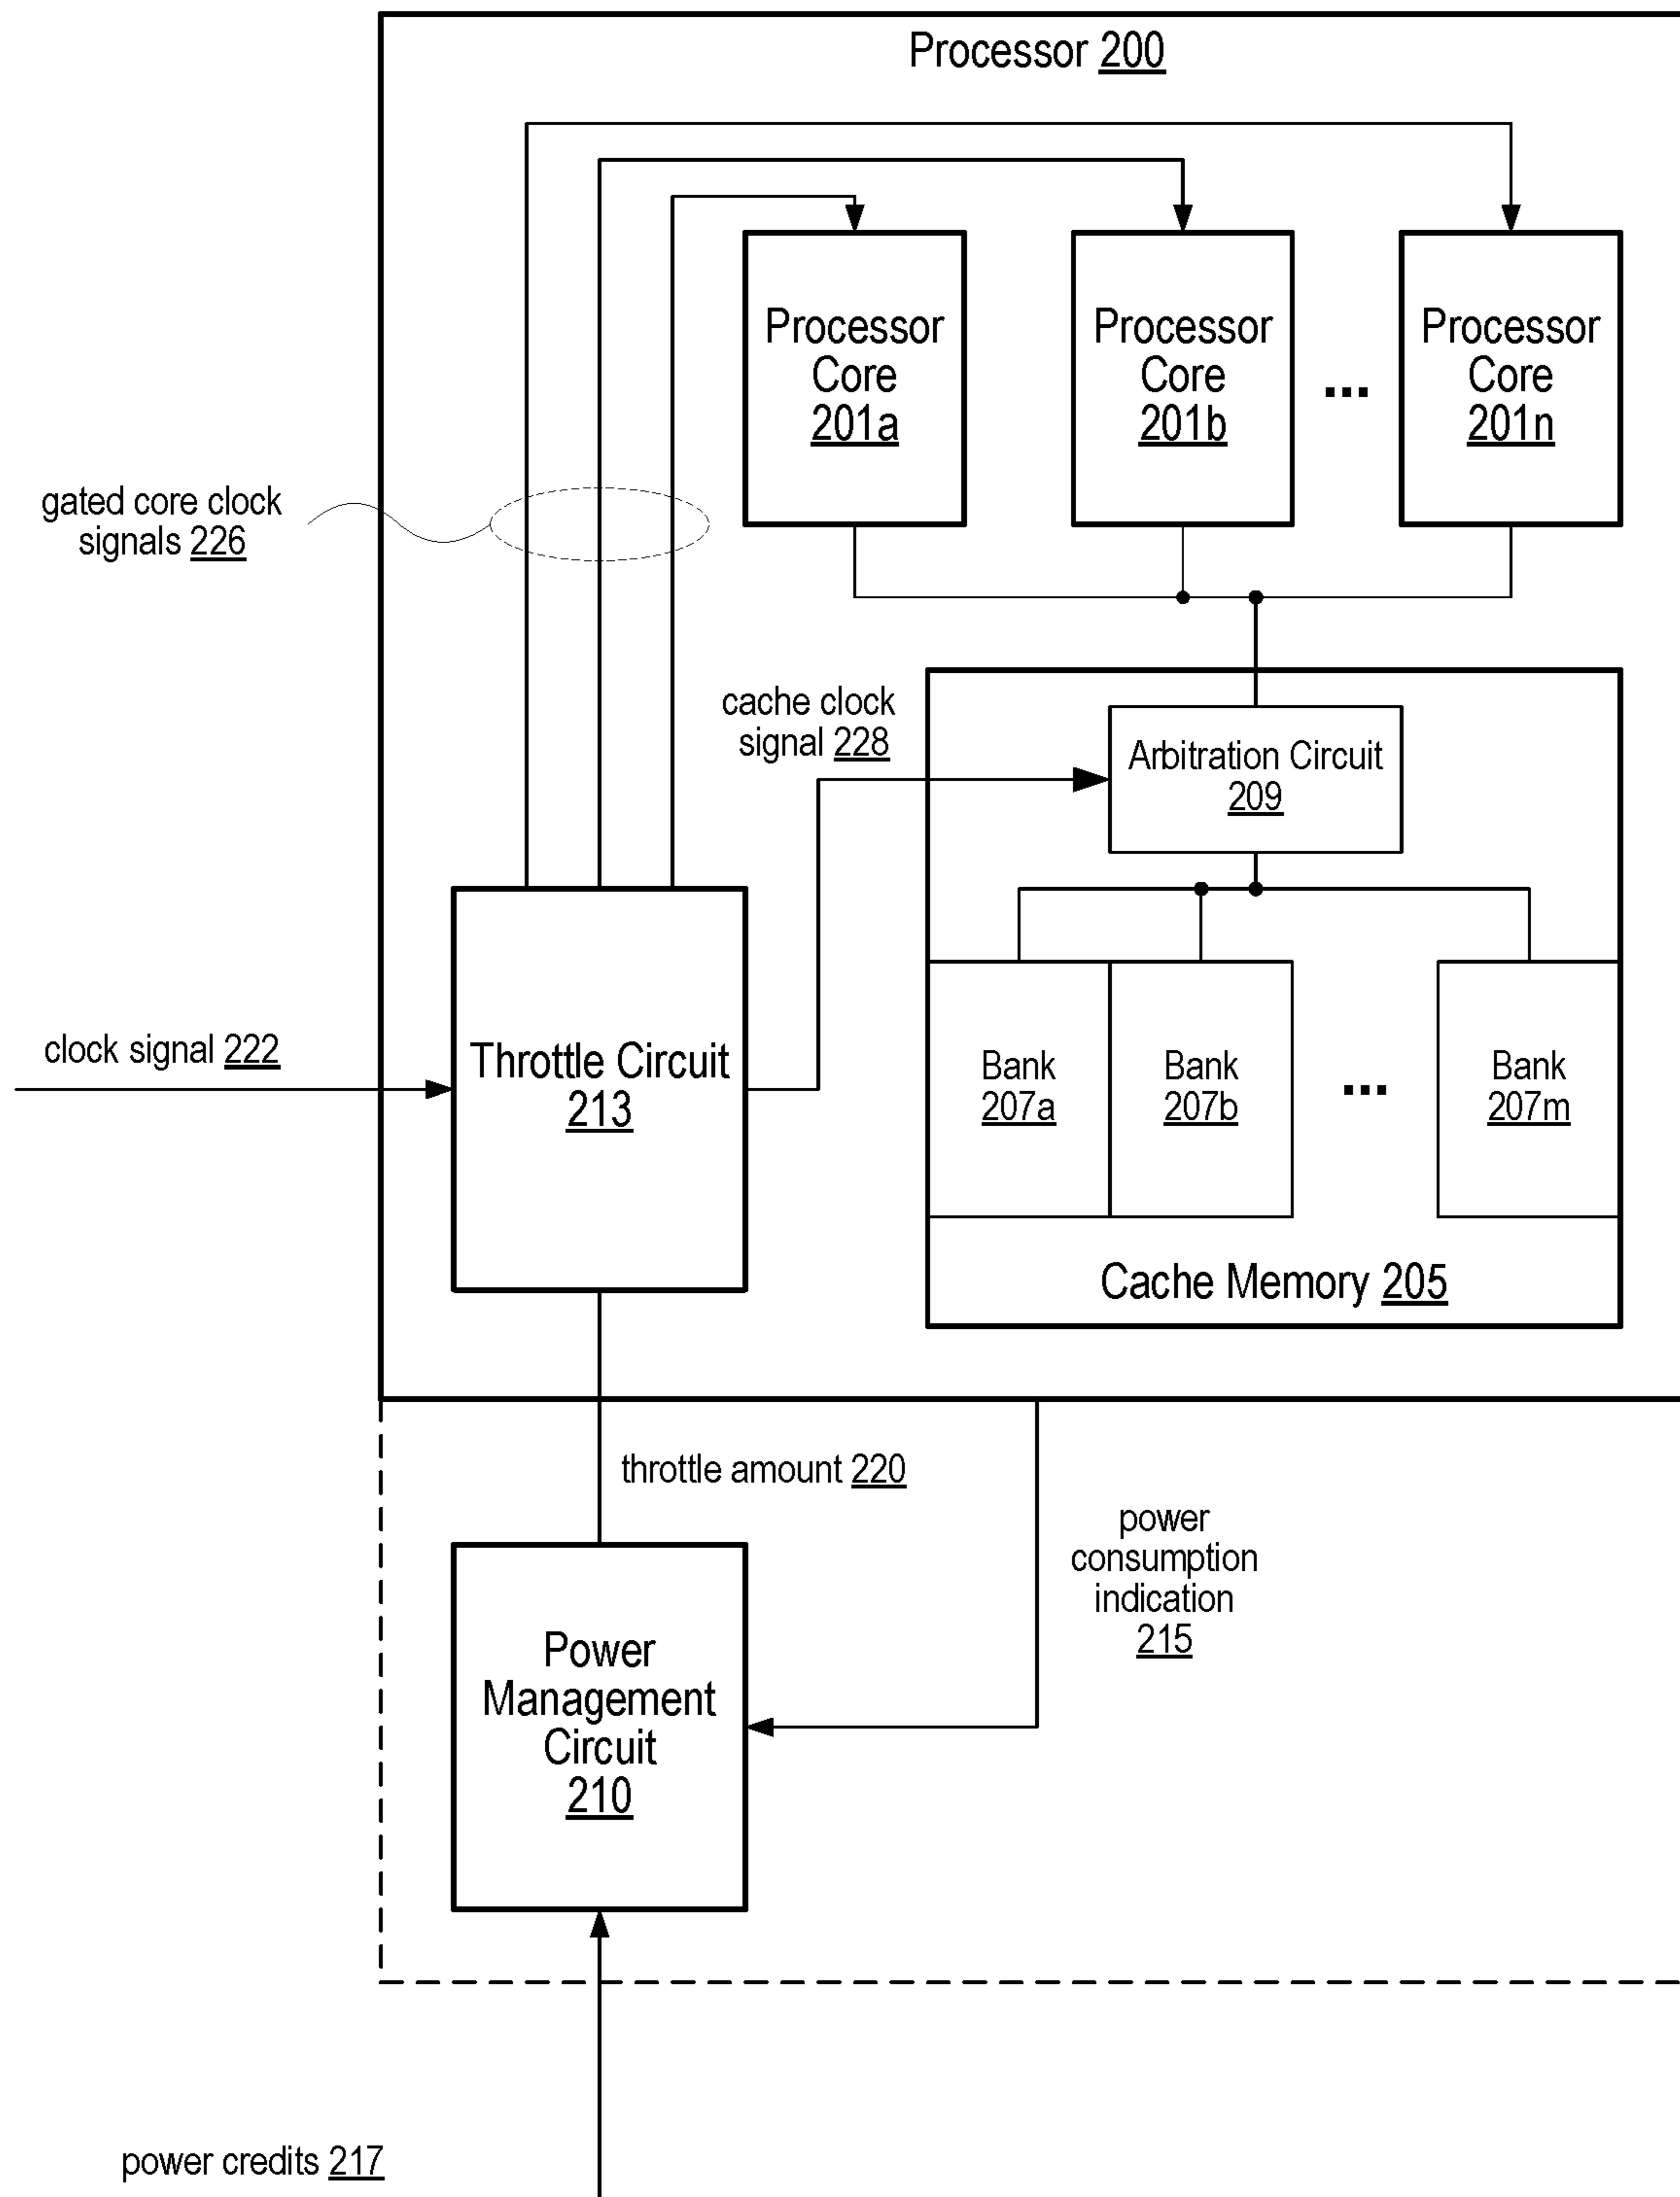 Processor 200
Processor
Core
201a
Processor
Core
201b
...
Processor
Core
201n
gated core clock
signals 226
cache clock
signal 228
Arbitration Circuit
209
clock signal 222
Throttle Circuit
213
Bank
207a
Bank
207b
...
Bank
207m
Cache Memory 205
throttle amount 220
power
consumption
indication
215
Power
Management
Circuit
210
power credits 217